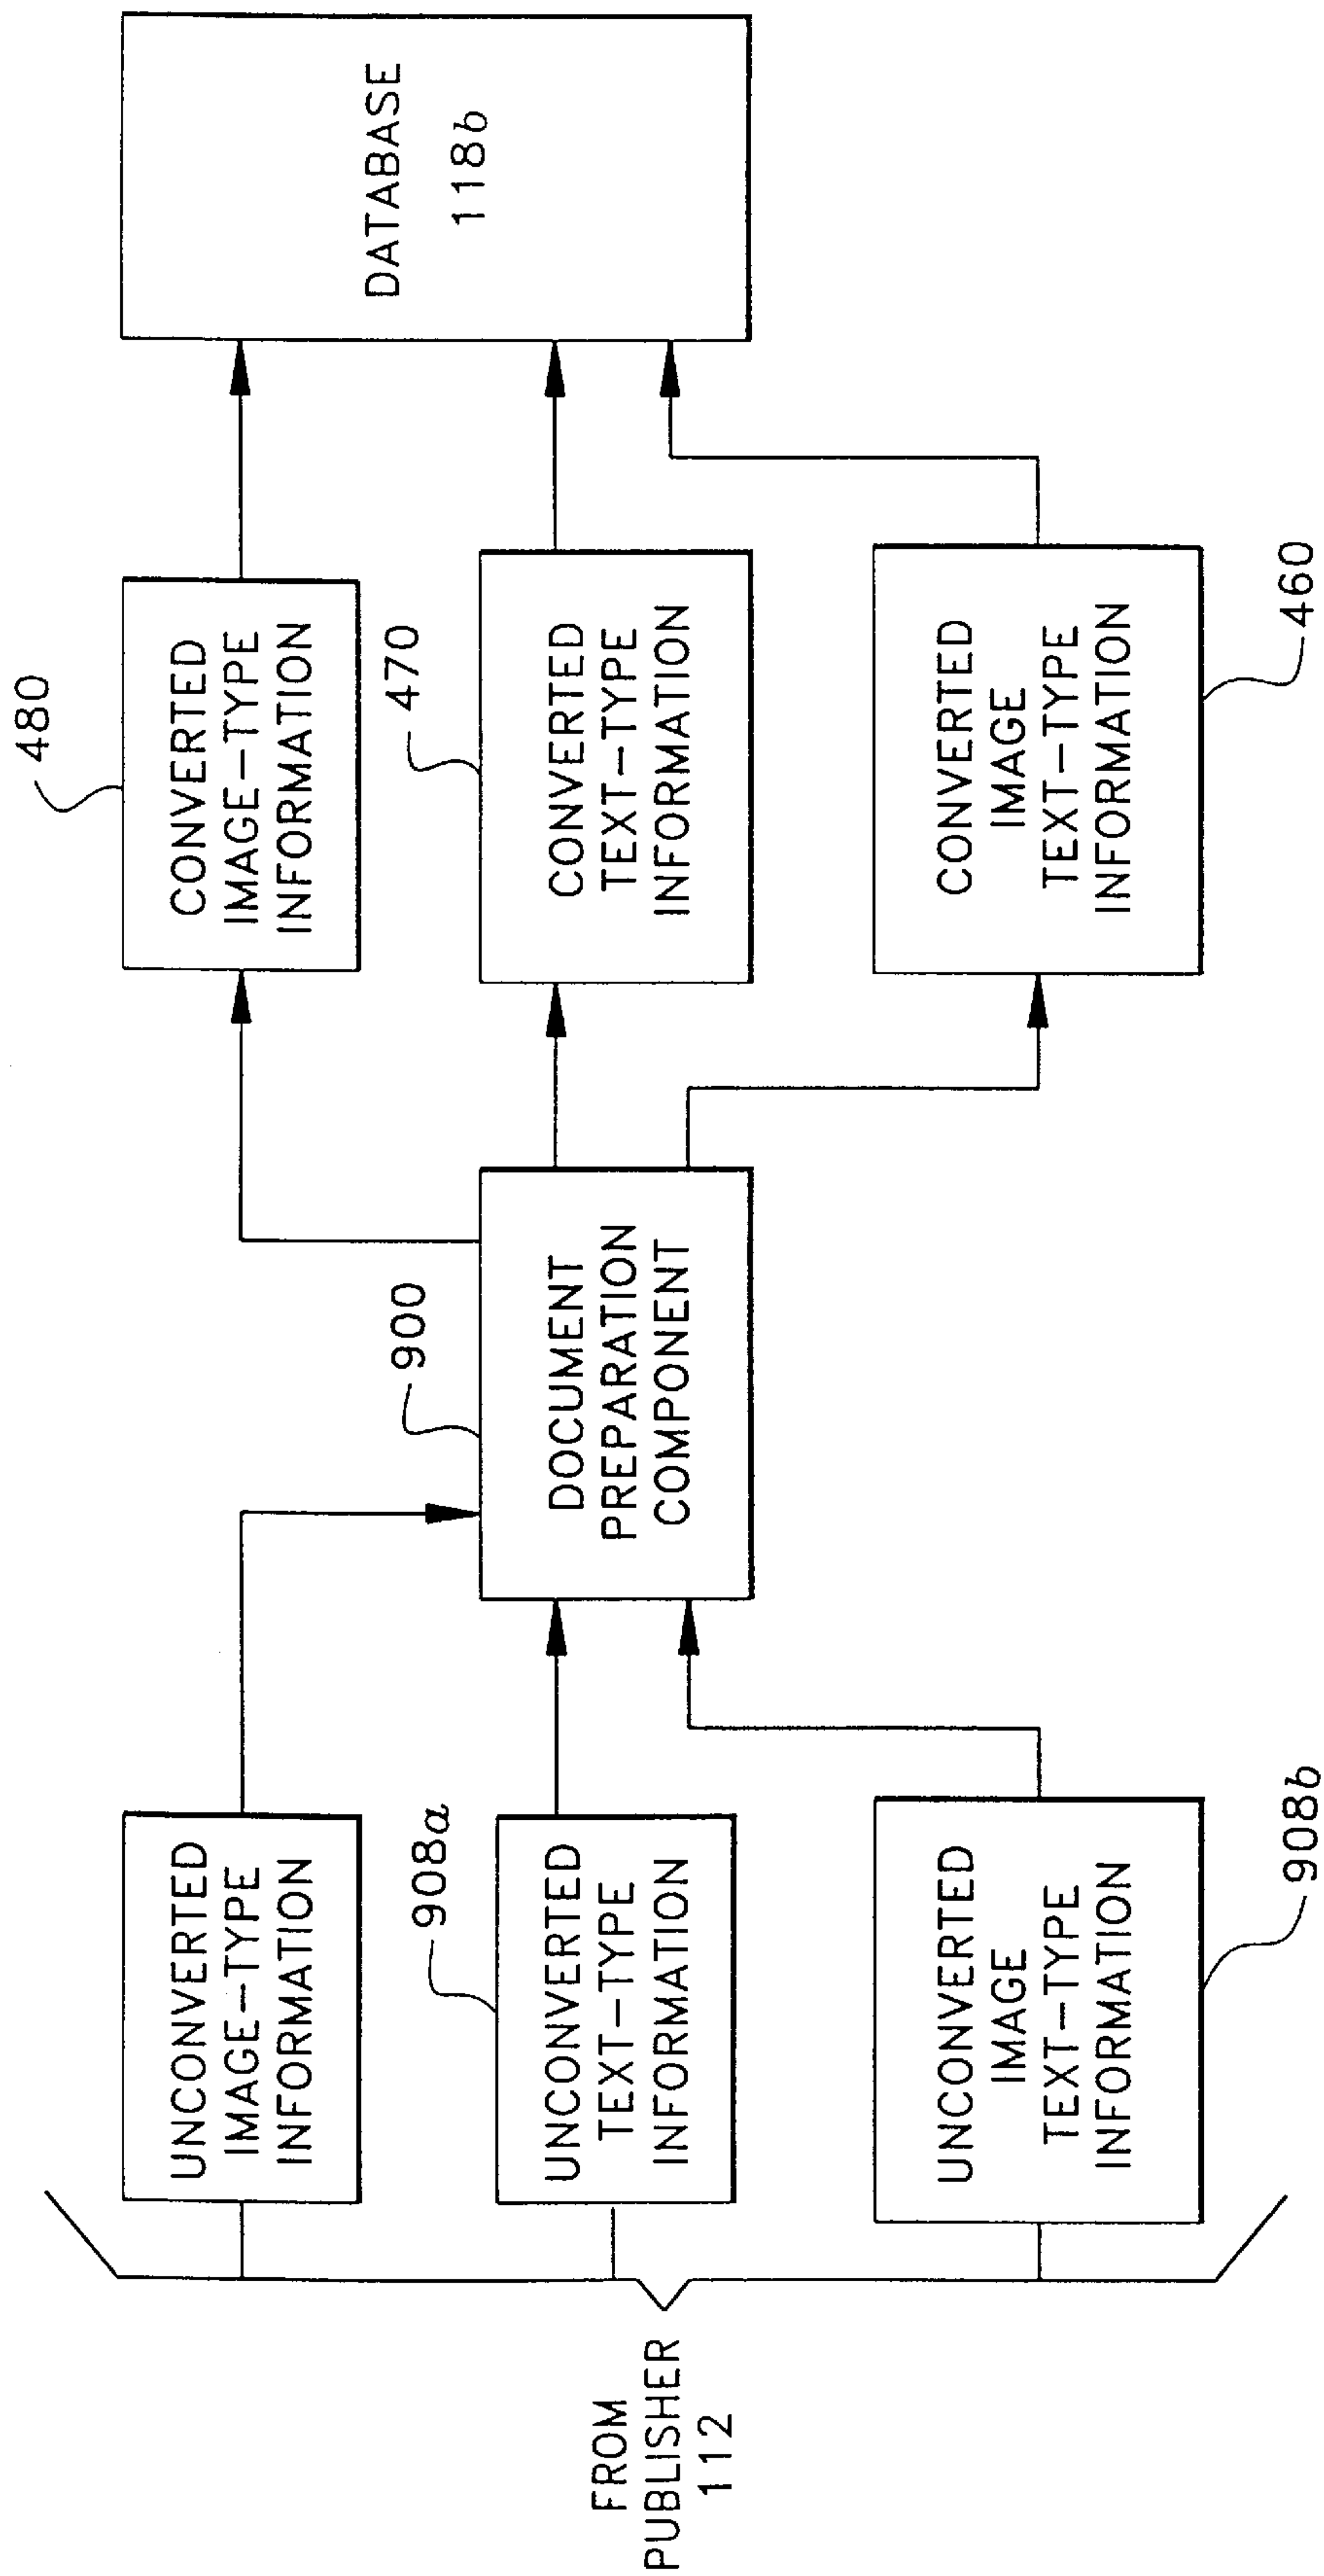 FROM
PUBLISHER
112
UNCONVERTED
IMAGE-TYPE
INFORMATION
908a
UNCONVERTED
TEXT-TYPE
INFORMATION
UNCONVERTED
IMAGE
TEXT-TYPE
INFORMATION
908b
900
DOCUMENT
PREPARATION
COMPONENT
480
CONVERTED
IMAGE-TYPE
INFORMATION
470
CONVERTED
TEXT-TYPE
INFORMATION
CONVERTED
IMAGE
TEXT-TYPE
INFORMATION
460
DATABASE
118b